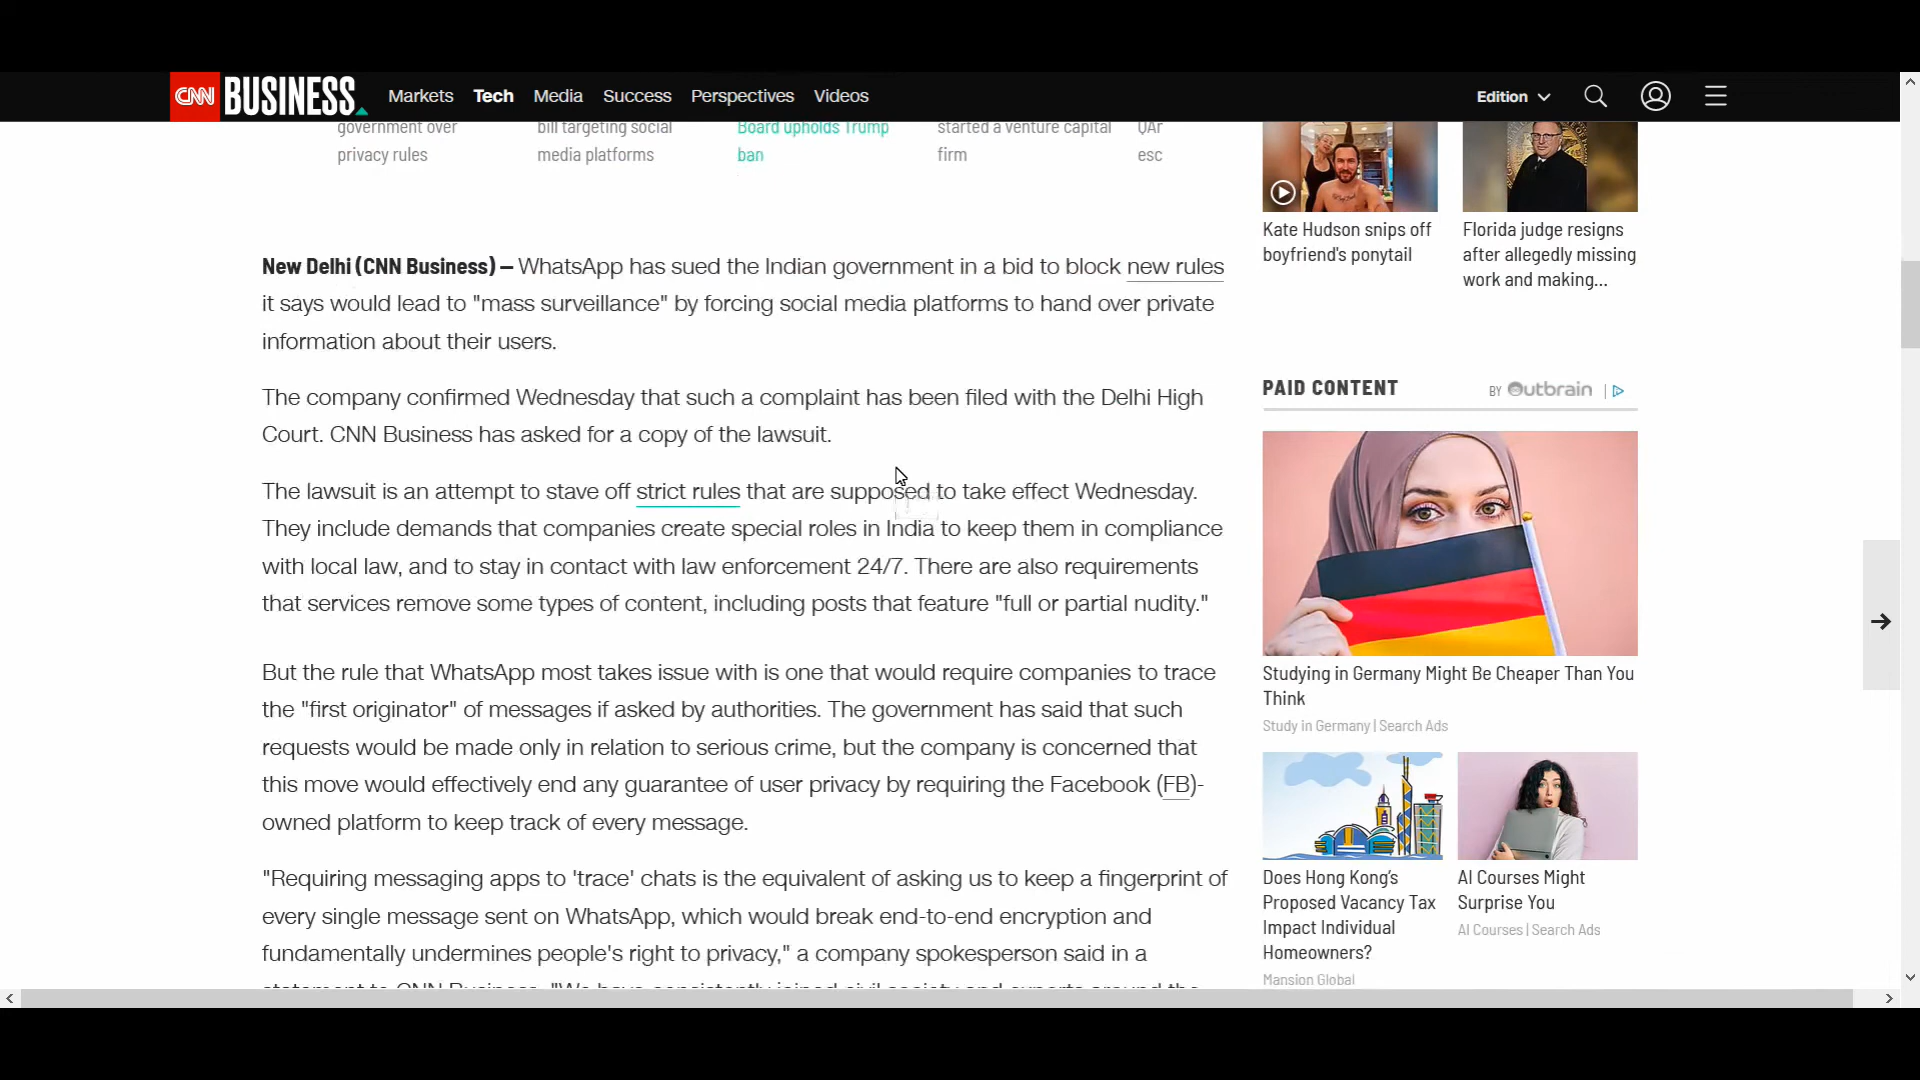 CNN BUSINESS Markets Tech Media Success Perspectives Videos Edition
government over
privacy rules
bill targeting social
media platforms
Board upholds Trump
ban
started a venture capital
firm
QAr
esc
New Delhi (CNN Business) — WhatsApp has sued the Indian government in a bid to block new rules
it says would lead to "mass surveillance" by forcing social media platforms to hand over private
information about their users.
The company confirmed Wednesday that such a complaint has been filed with the Delhi High
Court. CNN Business has asked for a copy of the lawsuit.
The lawsuit is an attempt to stave off strict rules that are supposed to take effect Wednesday.
They include demands that companies create special roles in India to keep them in compliance
with local law, and to stay in contact with law enforcement 24/7. There are also requirements
that services remove some types of content, including posts that feature "full or partial nudity."
But the rule that WhatsApp most takes issue with is one that would require companies to trace
the "first originator" of messages if asked by authorities. The government has said that such
requests would be made only in relation to serious crime, but the company is concerned that
this move would effectively end any guarantee of user privacy by requiring the Facebook (FB)-
owned platform to keep track of every message.
"Requiring messaging apps to 'trace' chats is the equivalent of asking us to keep a fingerprint of
every single message sent on WhatsApp, which would break end-to-end encryption and
fundamentally undermines people's right to privacy," a company spokesperson said in a
statement to CNN Business. "We have consistently joined civil society and experts around the
Kate Hudson snips off
boyfriend's ponytail
Florida judge resigns
after allegedly missing
work and making...
PAID CONTENT BY Outbrain
Studying in Germany Might Be Cheaper Than You
Think
Study in Germany | Search Ads
Does Hong Kong's
Proposed Vacancy Tax
Impact Individual
Homeowners?
Mansion Global
AI Courses Might
Surprise You
AI Courses | Search Ads